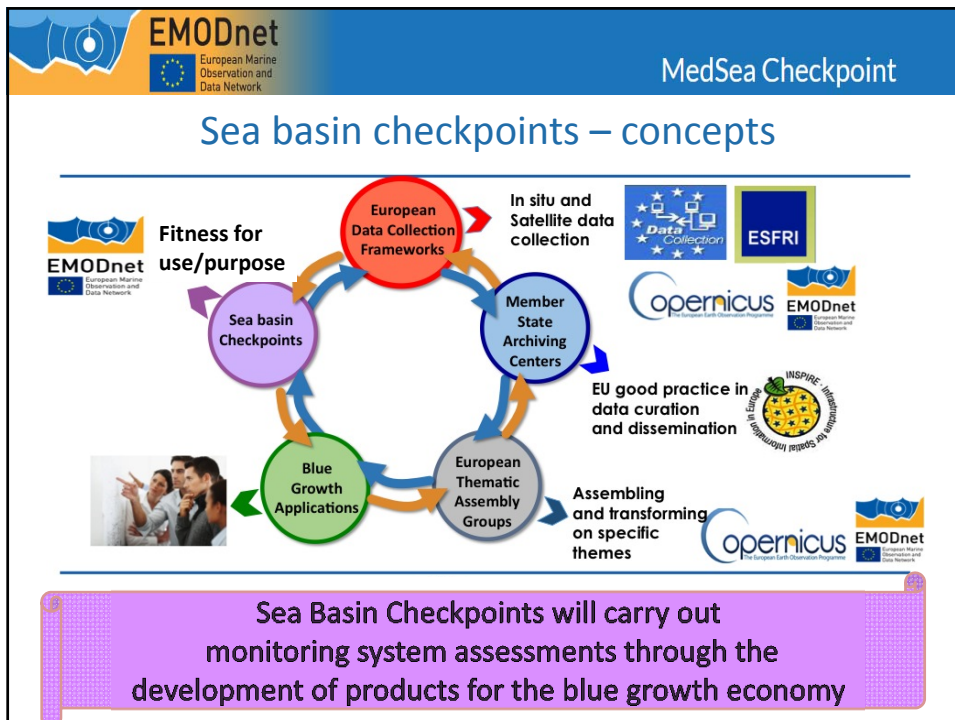 EMODnet
European Marine
Observation and
Data Network
MedSea Checkpoint
Sea basin checkpoints – concepts
EMODnet
European Marine
Observation and
Data Network
Fitness for
use/purpose
European
Data Collection
Frameworks
In situ and
Satellite data
collection
Data
Collection
ESFRI
Sea basin
Checkpoints
Member
State
Archiving
Centers
Copernicus
The European Earth Observation Programme
EMODnet
European Marine
Observation and
Data Network
EU good practice in
data curation
and dissemination
INSPIRE - Infrastructure for Spatial Information in Europe
Blue
Growth
Applications
European
Thematic
Assembly
Groups
Assembling
and transforming
on specific
themes
Copernicus
The European Earth Observation Programme
EMODnet
European Marine
Observation and
Data Network
Sea Basin Checkpoints will carry out
monitoring system assessments through the
development of products for the blue growth economy